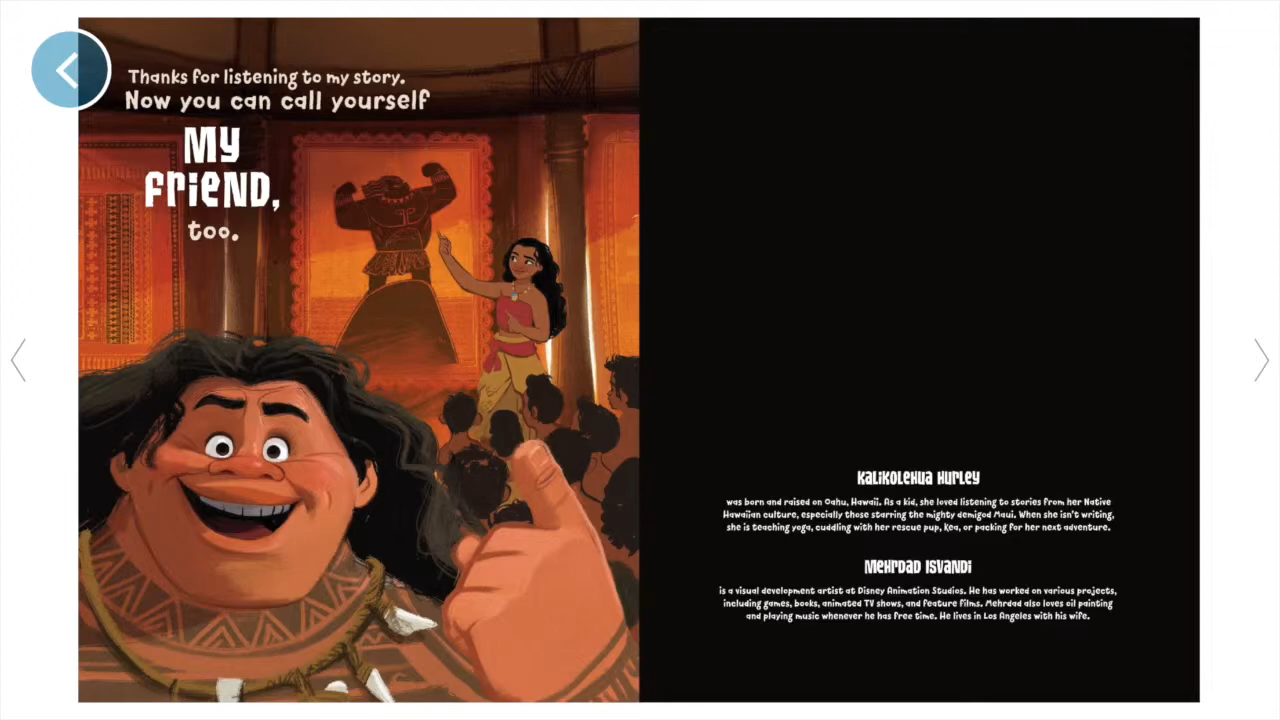 Thanks for listening to my story.
Now you can call yourself
MY
FRIEND,
too.
KALIKOLEHUA HURLEY
was born and raised on Oahu, Hawaii. As a kid, she loved listening to stories from her Native
Hawaiian culture, especially those starring the mighty demigod Maui. When she isn't writing,
she is teaching yoga, cuddling with her rescue pup, Kea, or packing for her next adventure.
MEHRDAD ISVANDI
is a visual development artist at Disney Animation Studios. He has worked on various projects,
including games, books, animated TV shows, and feature films. Mehrdad also loves oil painting
and playing music whenever he has free time. He lives in Los Angeles with his wife.